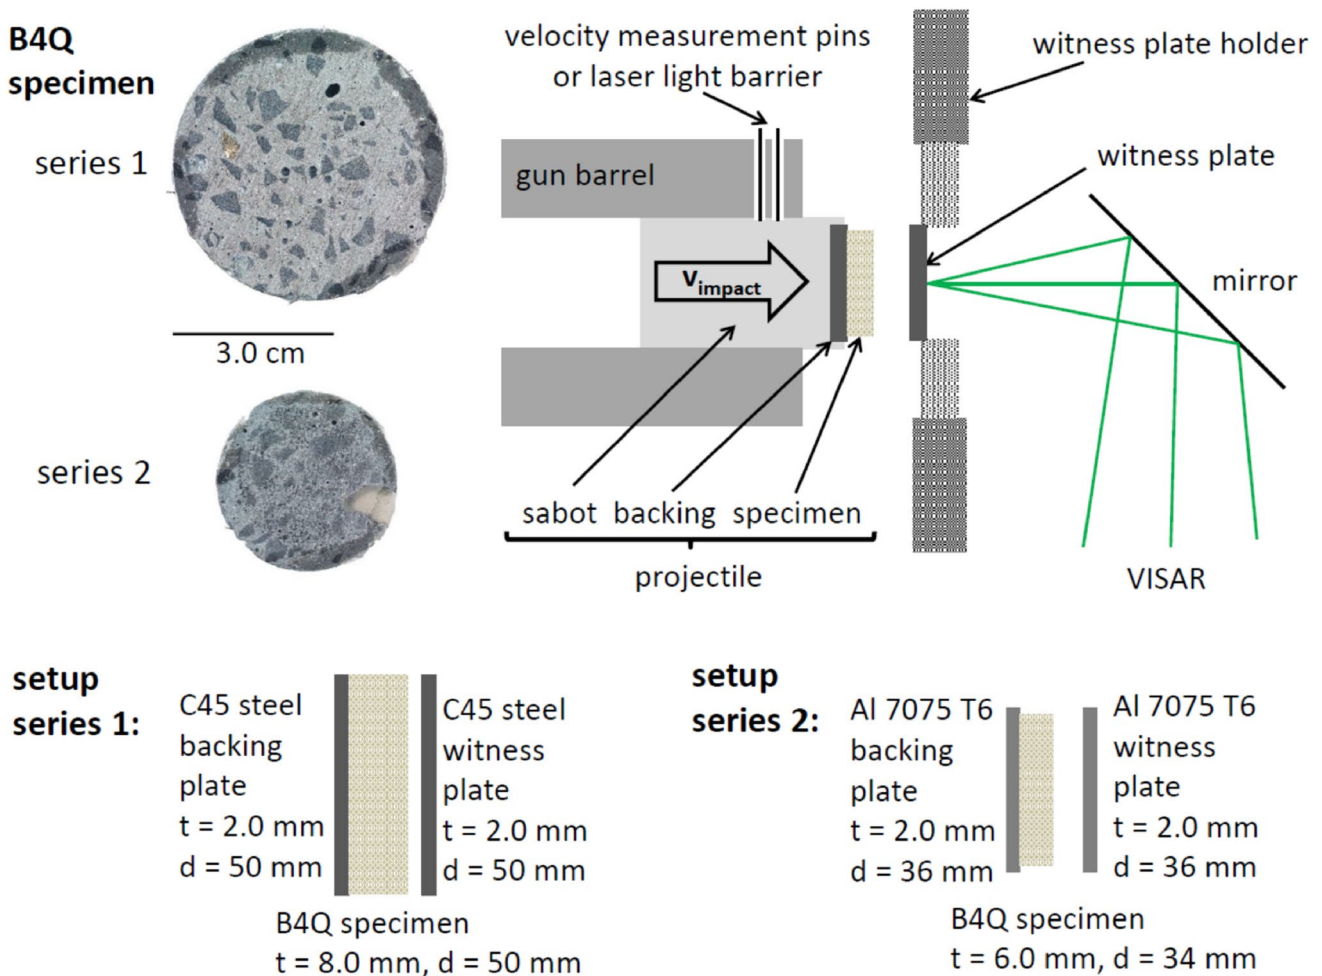 B4Q
specimen
series 1
3.0 cm
series 2
velocity measurement pins
or laser light barrier
gun barrel
vimpact
sabot backing specimen
projectile
witness plate holder
witness plate
mirror
VISAR
setup
series 1:
C45 steel
backing
plate
t = 2.0 mm
d = 50 mm
C45 steel
witness
plate
t = 2.0 mm
d = 50 mm
B4Q specimen
t = 8.0 mm, d = 50 mm
setup
series 2:
Al 7075 T6
backing
plate
t = 2.0 mm
d = 36 mm
Al 7075 T6
witness
plate
t = 2.0 mm
d = 36 mm
B4Q specimen
t = 6.0 mm, d = 34 mm